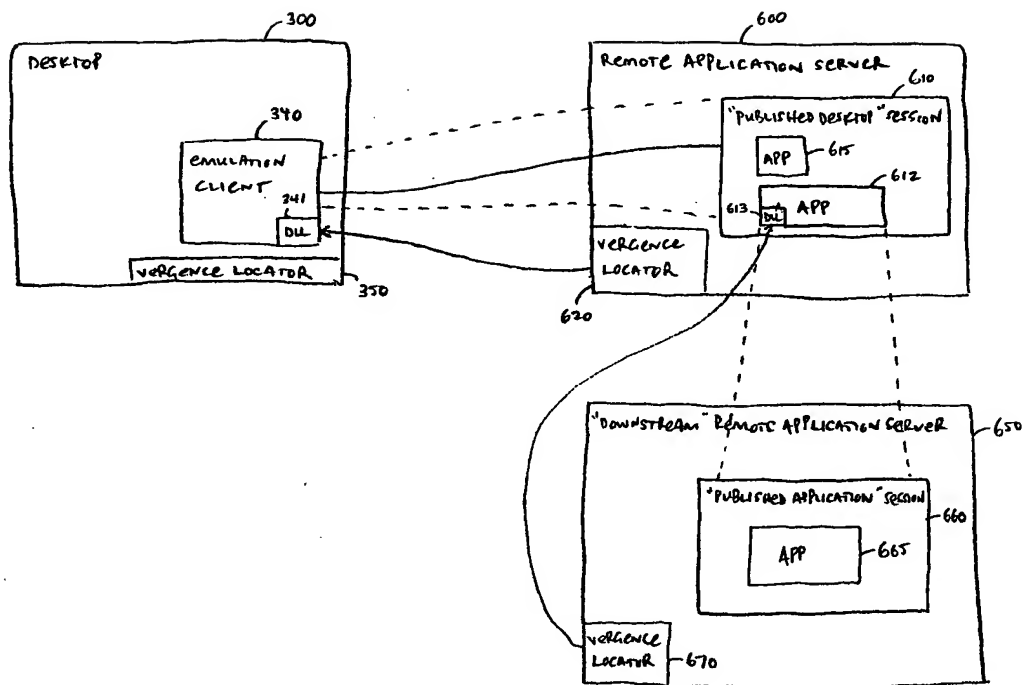 300
DESKTOP
340
EMULATION
CLIENT
341
DLL
VERGENCE LOCATOR
350
600
REMOTE APPLICATION SERVER
610
"PUBLISHED DESKTOP" SESSION
APP
615
612
613
DLL
APP
VERGENCE
LOCATOR
620
"DOWNSTREAM" REMOTE APPLICATION SERVER
650
"PUBLISHED APPLICATION" SESSION
660
APP
665
VERGENCE
LOCATOR
670